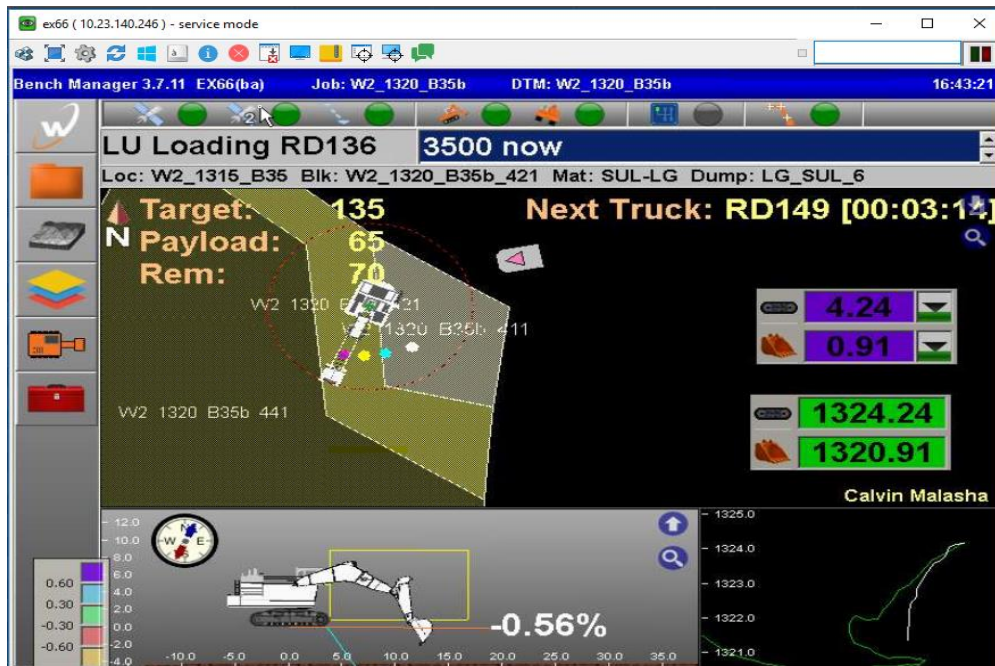 ex66 ( 10.23.140.246 ) - service mode
Bench Manager 3.7.11 EX66(ba) Job: W2_1320_B35b DTM: W2_1320_B35b 16:43:21
2
LU Loading RD136 3500 now
Loc: W2_1315_B35 Blk: W2_1320_B35b_421 Mat: SUL-LG Dump: LG_SUL_6
Target: 135 Next Truck: RD149 [00:03:14]
N Payload: 65
Rem: 70
W2 1320 B35b 411
4.24
0.91
W2 1320 B35b 441
1324.24
1320.91
Calvin Malasha
12.0
10.0
8.0
6.0
4.0
2.0
0.0
-2.0
-4.0
N
W E
S
-0.56%
-10.0 -5.0 0.0 5.0 10.0 15.0 20.0 25.0 30.0 35.0
0.60
0.30
-0.30
-0.60
1325.0
1324.0
1323.0
1322.0
1321.0